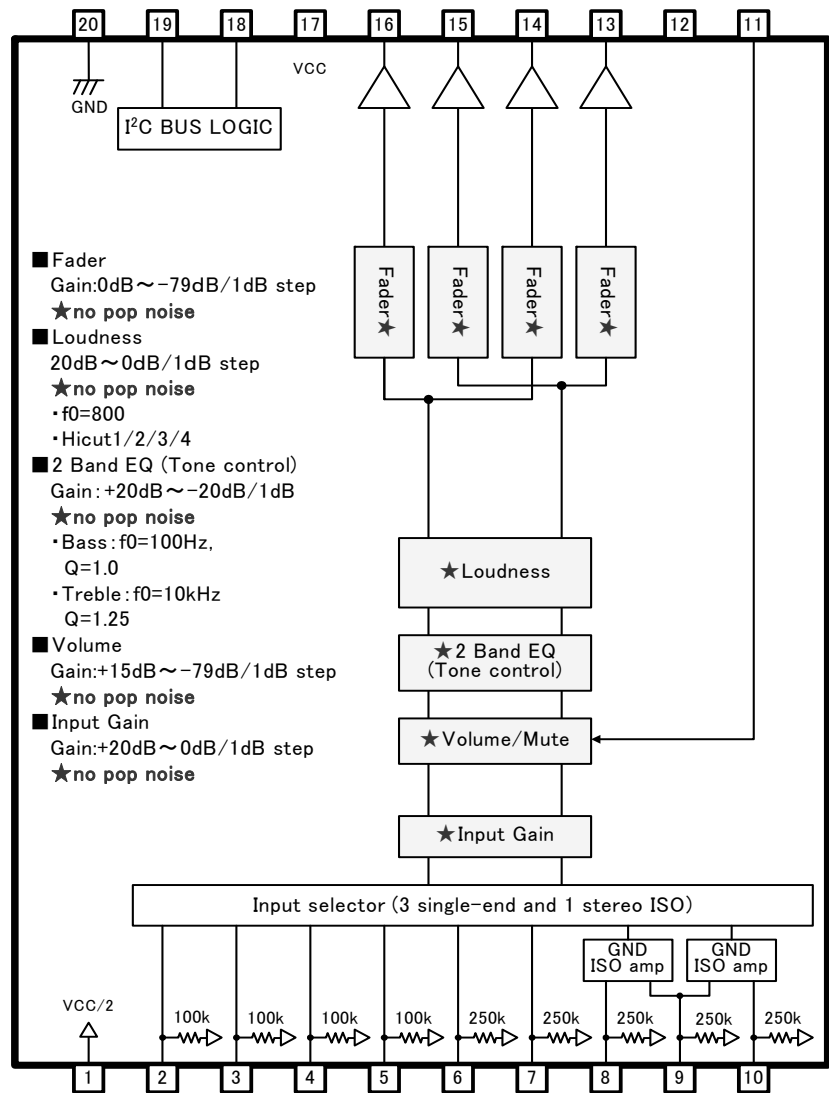 20 19 18 17 16 15 14 13 12 11
VCC
GND
I²C BUS LOGIC
■Fader
Gain:0dB～-79dB/1dB step
★no pop noise
■Loudness
20dB～0dB/1dB step
★no pop noise
・f0=800
・Hicut1/2/3/4
■2 Band EQ (Tone control)
Gain:+20dB～-20dB/1dB
★no pop noise
・Bass:f0=100Hz,
Q=1.0
・Treble:f0=10kHz
Q=1.25
■Volume
Gain:+15dB～-79dB/1dB step
★no pop noise
■Input Gain
Gain:+20dB～0dB/1dB step
★no pop noise
Fader★
Fader★
Fader★
Fader★
★Loudness
★2 Band EQ
(Tone control)
★Volume/Mute
★Input Gain
Input selector (3 single-end and 1 stereo ISO)
GND
ISO amp
GND
ISO amp
VCC/2
100k 100k 100k 100k 250k 250k 250k 250k 250k
1 2 3 4 5 6 7 8 9 10